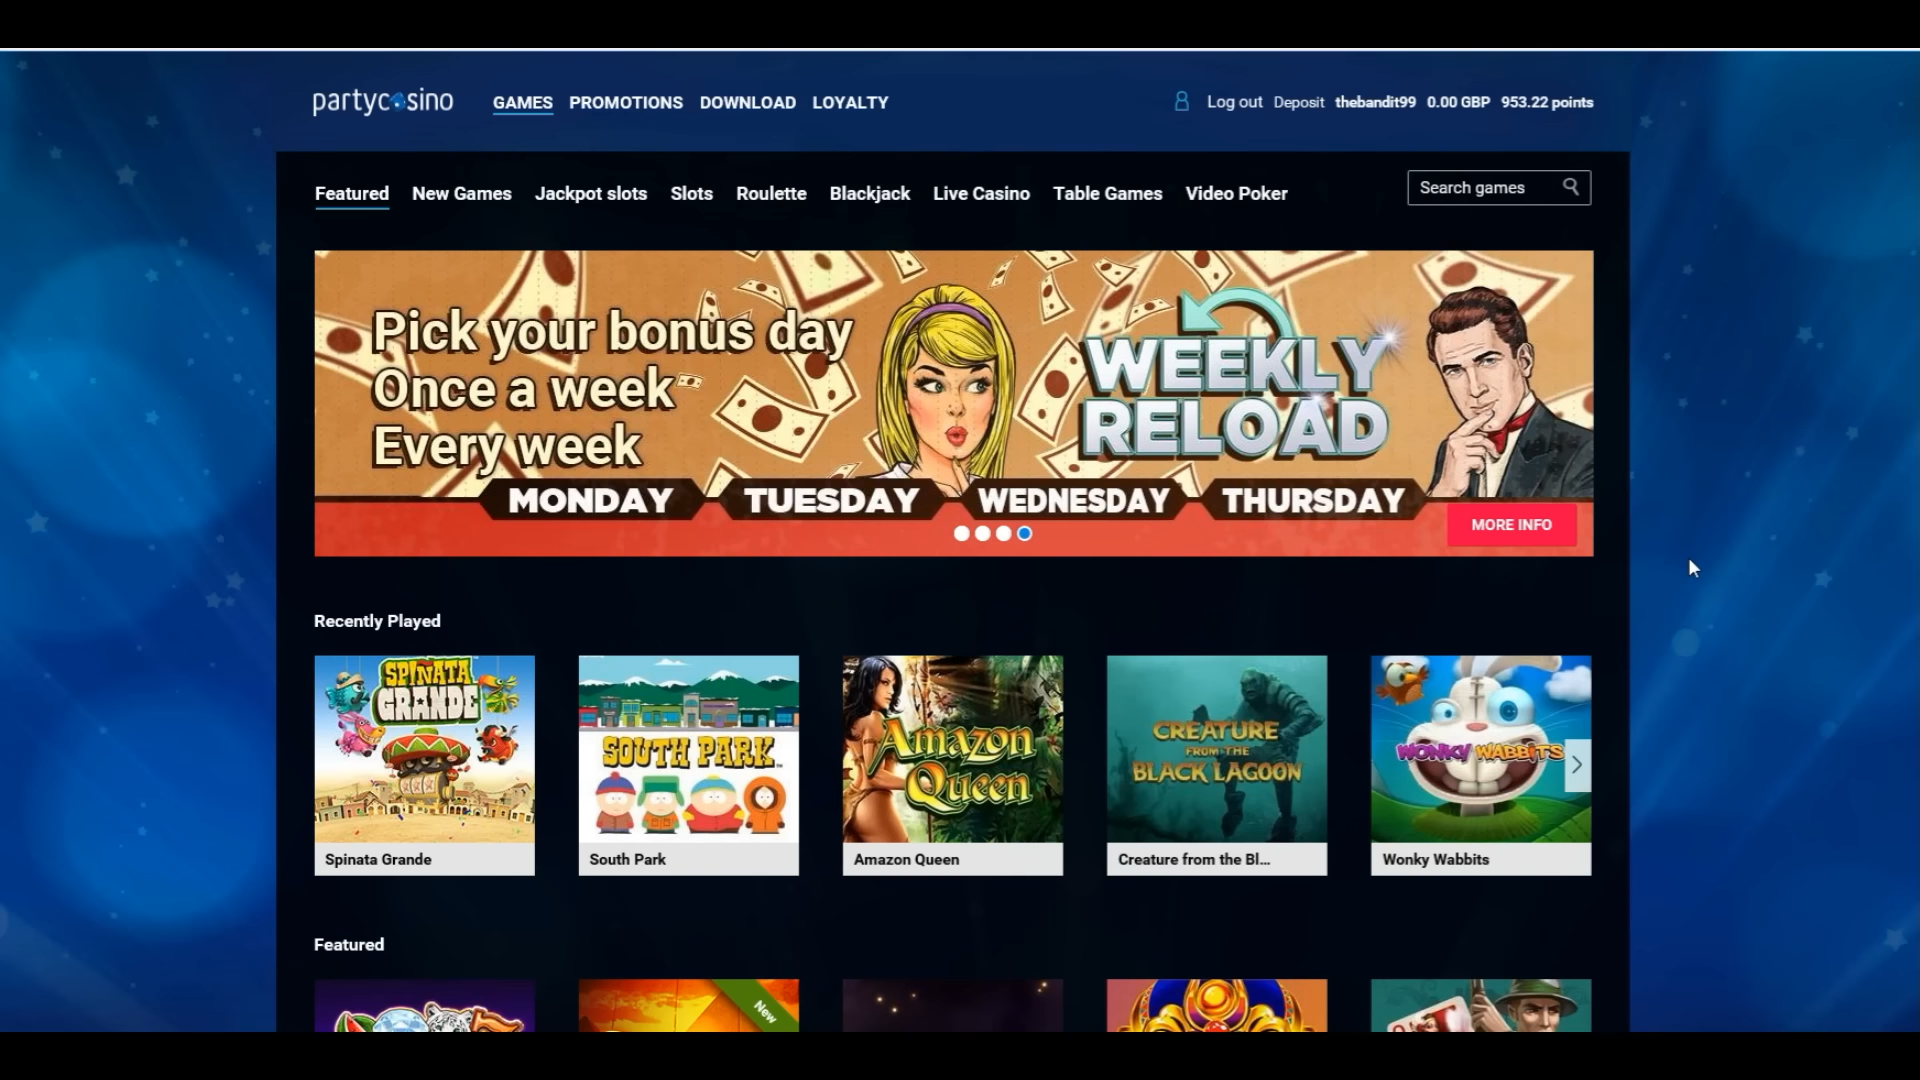 partycasino
GAMES PROMOTIONS DOWNLOAD LOYALTY
Log out Deposit thebandit99 0.00 GBP 953.22 points
Featured New Games Jackpot slots Slots Roulette Blackjack Live Casino Table Games Video Poker
Search games
Pick your bonus day
Once a week
Every week
WEEKLY
RELOAD
MONDAY TUESDAY WEDNESDAY THURSDAY
MORE INFO
Recently Played
SPINATA
GRANDE
SOUTH PARK
Amazon
Queen
CREATURE
FROM THE
BLACK LAGOON
WONKY WABBITS
Spinata Grande
South Park
Amazon Queen
Creature from the Bl...
Wonky Wabbits
Featured
New